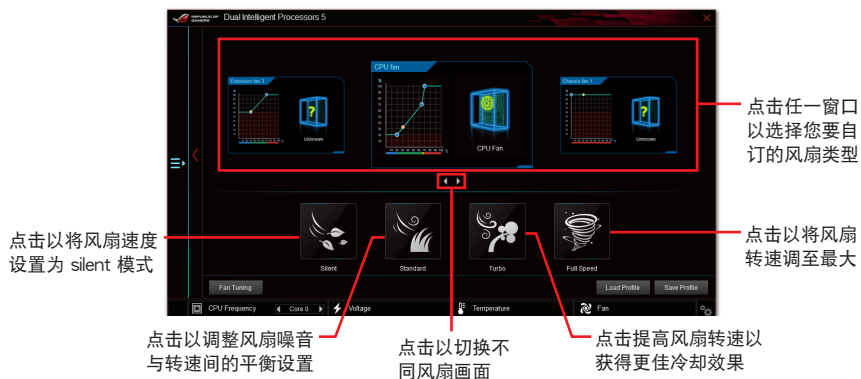 REPUBLIC OF GAMERS
Dual Intelligent Processors 5
Extension fan 3
%
Unknown
CPU fan
%
CPU Fan
Chassis fan 1
%
Unknown
点击任一窗口
以选择您要自
订的风扇类型
点击以将风扇速度
设置为 silent 模式
Silent
Standard
Turbo
Full Speed
点击以将风扇
转速调至最大
Fan Tuning
Load Profile
Save Profile
CPU Frequency
Core 0
Voltage
Temperature
Fan
点击以调整风扇噪音
与转速间的平衡设置
点击以切换不
同风扇画面
点击提高风扇转速以
获得更佳冷却效果